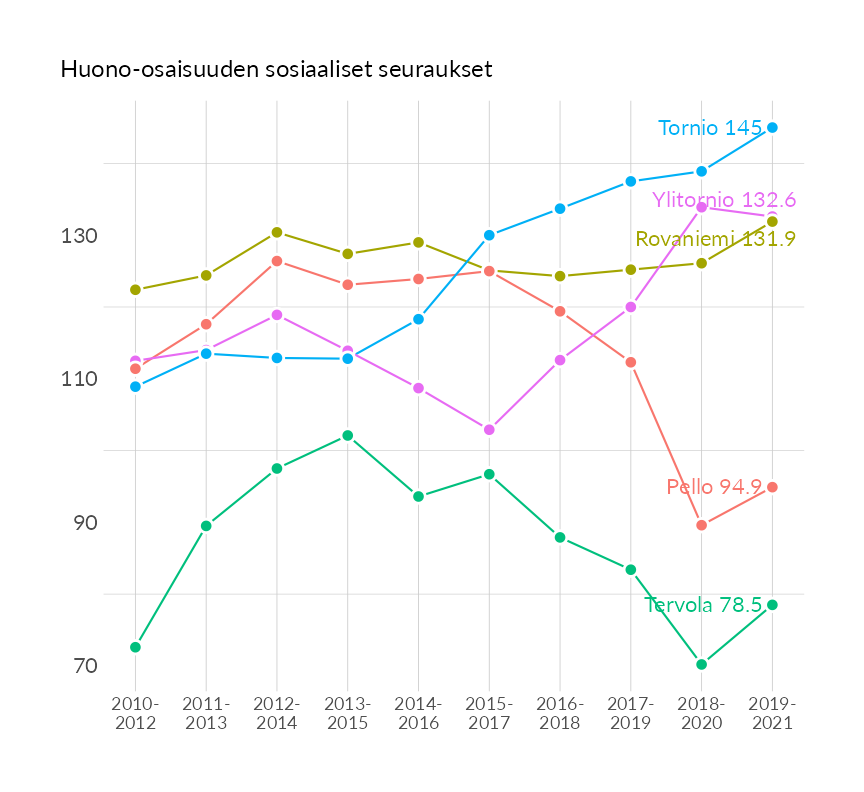 Huono-osaisuuden sosiaaliset seuraukset
Tornio 145
Ylitornio 132.6
130
Rovaniemi 131.9
110
Pello 94.9
90
Tervola 78.5
70
2010- 2011- 2012- 2013- 2014- 2015- 2016- 2017- 2018- 2019-
2012 2013 2014 2015 2016 2017 2018 2019 2020 2021